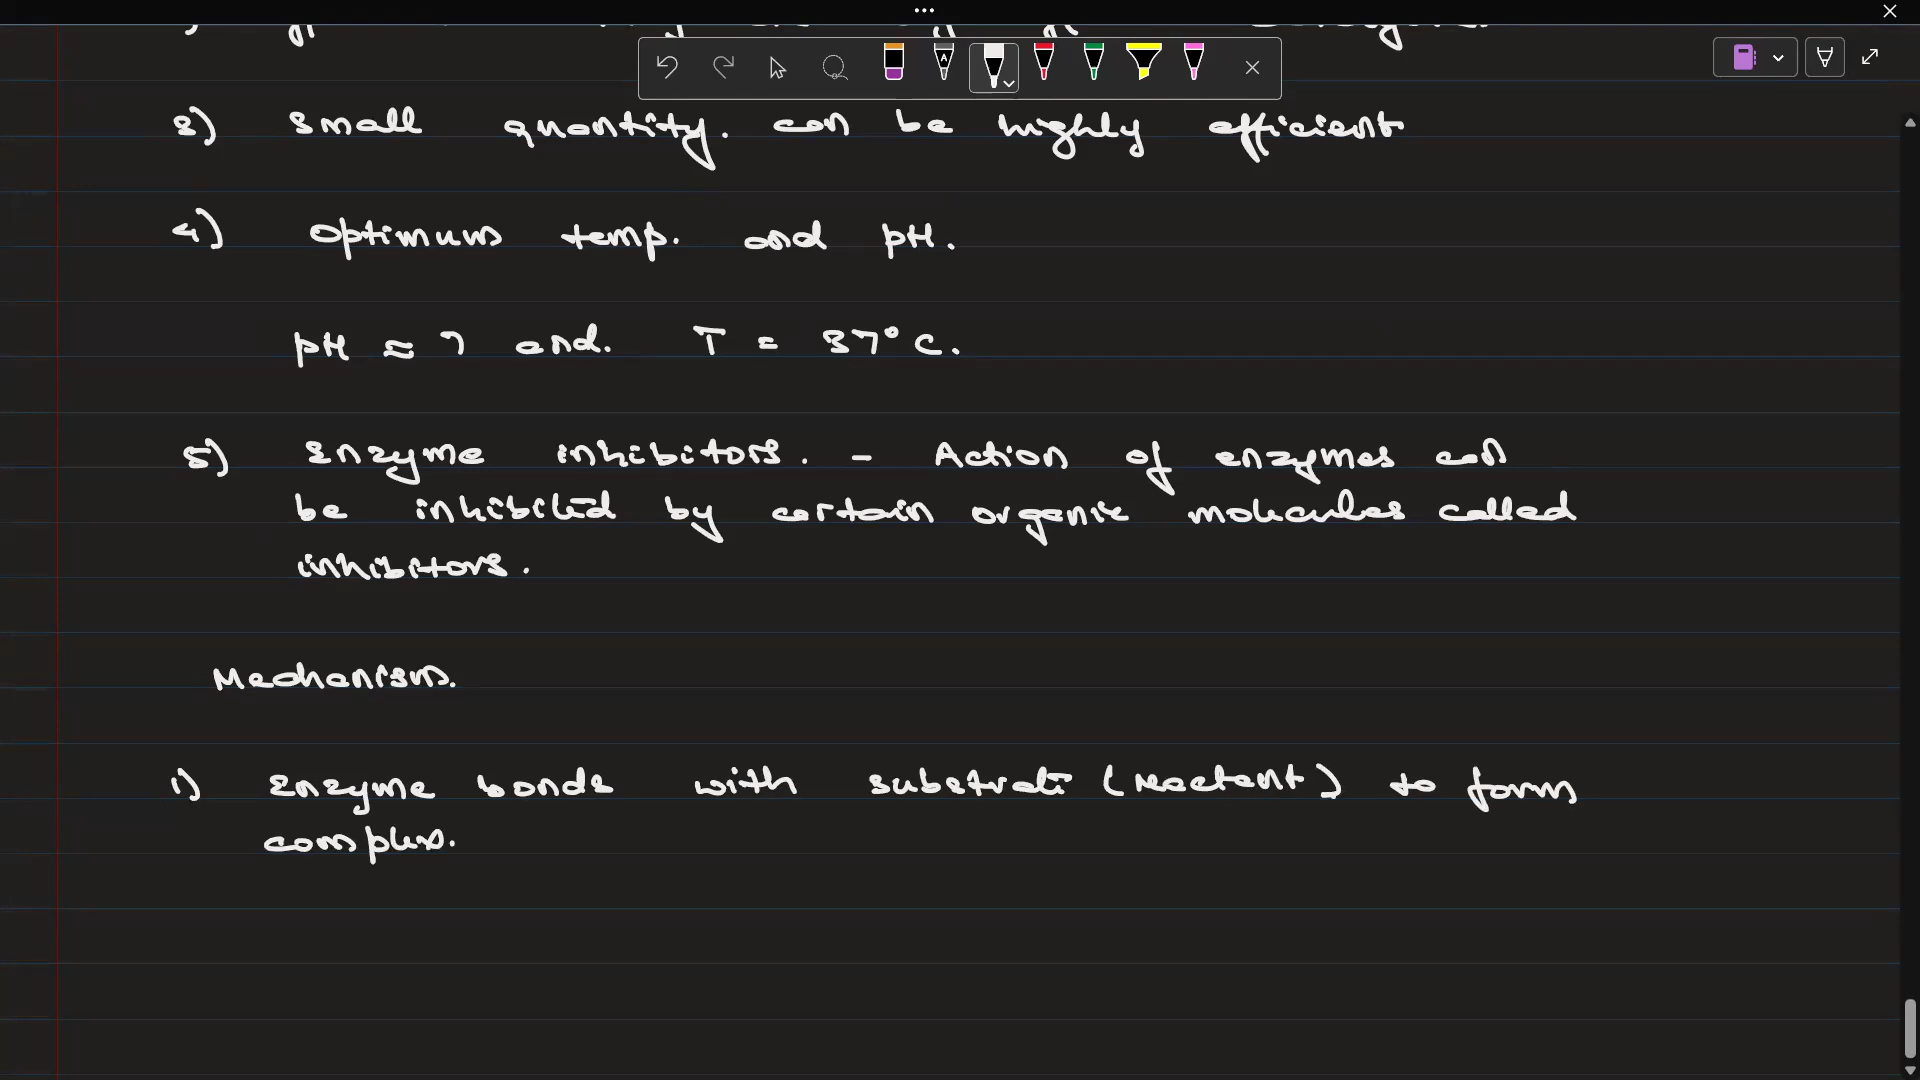 3) Small quantity. can be highly efficient
4) Optimum temp. and pH.
pH ≈ 7 and. T = 37°C.
5) Enzyme inhibitors. - Action of enzymes can
be inhibited by certain organic molecules called
inhibitors.
Mechanism.
1) Enzyme bonds with substrate (reactant) to form
complex.